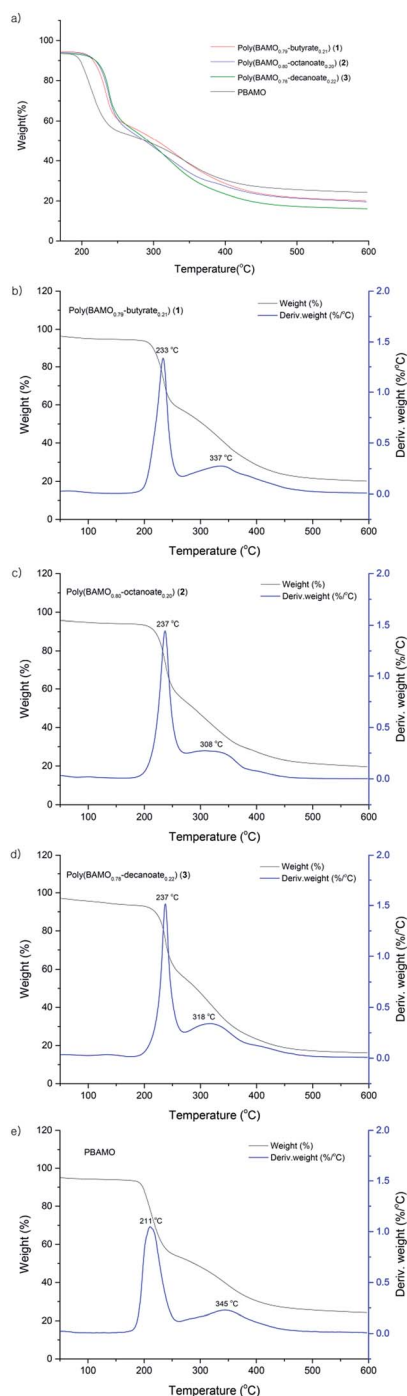 a)
Poly(BAMO0.79-butyrate0.21) (1)
Poly(BAMO0.80-octanoate0.20) (2)
Poly(BAMO0.78-decanoate0.22) (3)
PBAMO
Weight(%)
100
80
60
40
20
0
200
300
400
500
600
Temperature(°C)
b)
Poly(BAMO0.79-butyrate0.21) (1)
Weight (%)
Deriv.weight (%/°C)
233 °C
337 °C
120
100
80
60
40
20
0
2.0
1.5
1.0
0.5
0.0
Weight (%)
Deriv. weight (%/°C)
100
200
300
400
500
600
Temperature (°C)
c)
Poly(BAMO0.80-octanoate0.20) (2)
Weight (%)
Deriv.weight (%/°C)
237 °C
308 °C
120
100
80
60
40
20
0
2.0
1.5
1.0
0.5
0.0
Weight (%)
Deriv. weight (%/°C)
100
200
300
400
500
600
Temperature (°C)
d)
Poly(BAMO0.78-decanoate0.22) (3)
Weight (%)
Deriv.weight (%/°C)
237 °C
318 °C
120
100
80
60
40
20
0
2.0
1.5
1.0
0.5
0.0
Weight (%)
Deriv. weight (%/°C)
100
200
300
400
500
600
Temperature (°C)
e)
PBAMO
Weight (%)
Deriv.weight (%/°C)
211 °C
345 °C
120
100
80
60
40
20
0
2.0
1.5
1.0
0.5
0.0
Weight (%)
Deriv. weight (%/°C)
100
200
300
400
500
600
Temperature (°C)